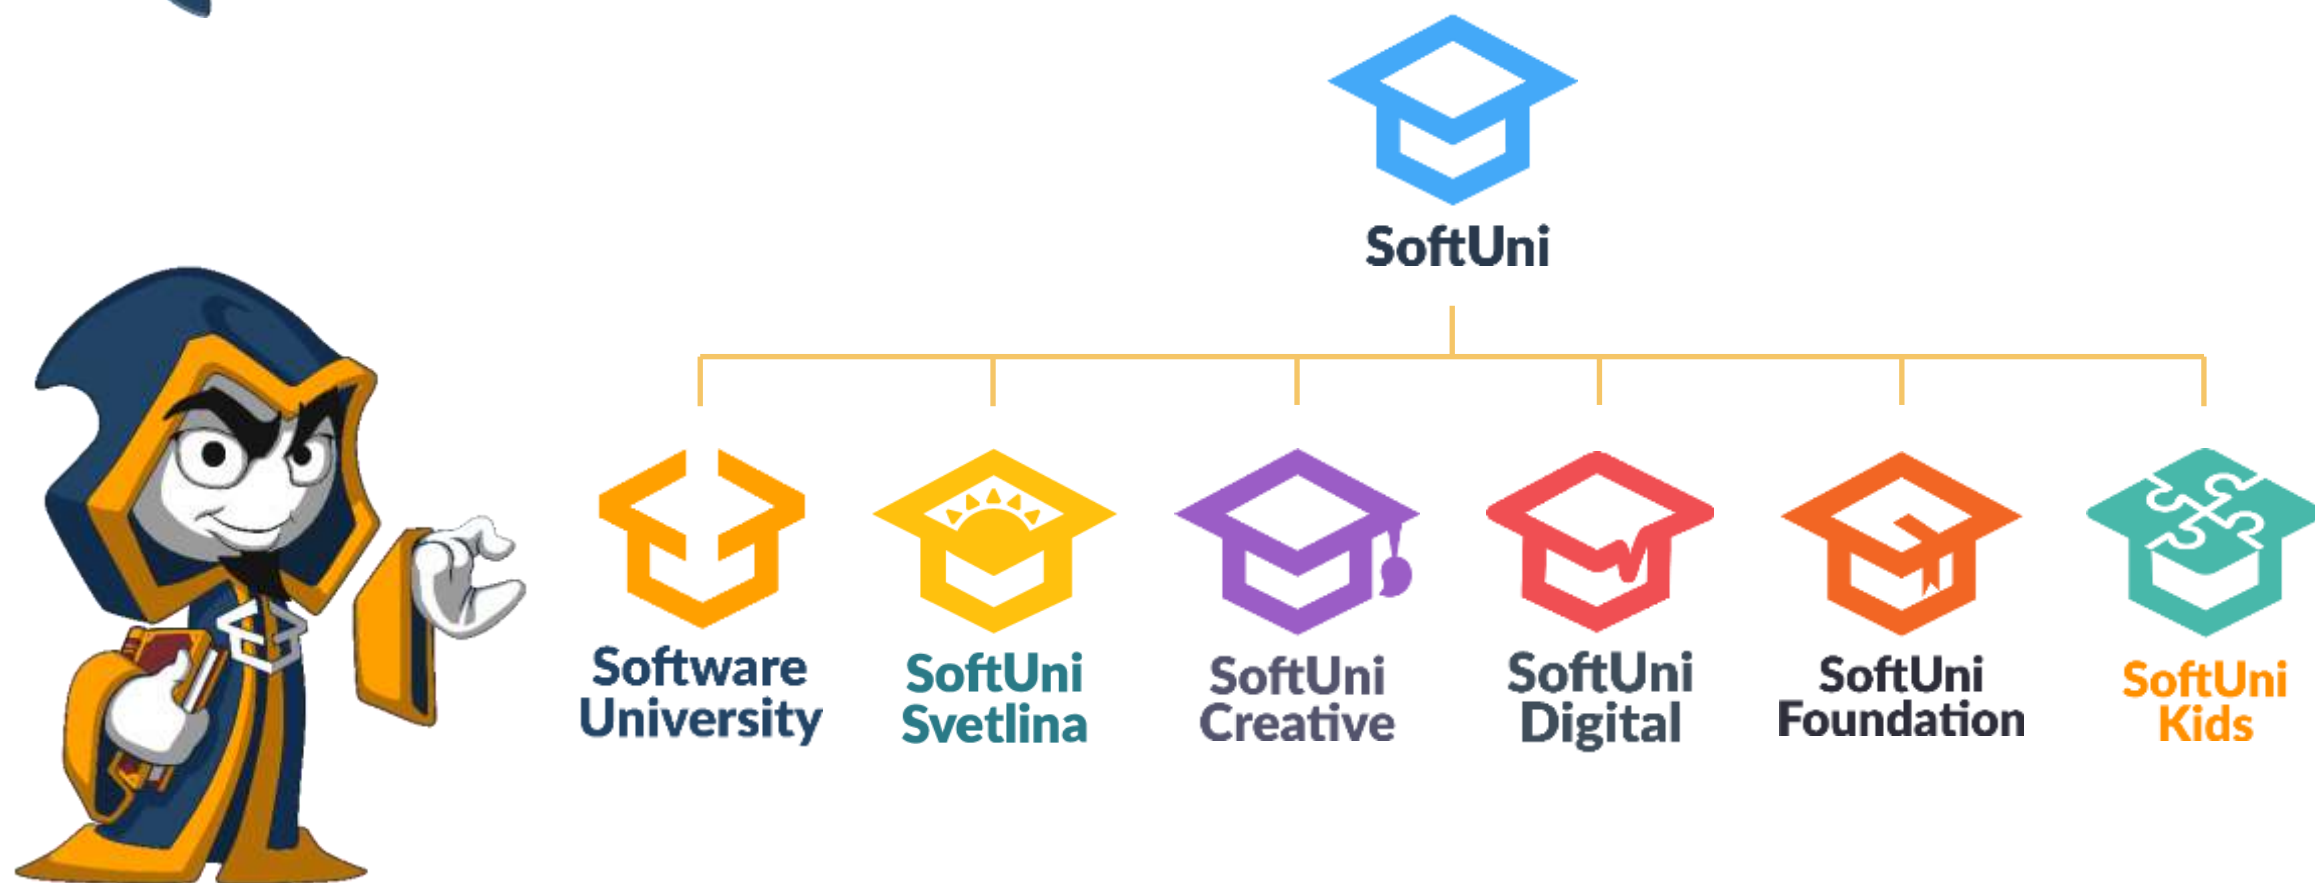 SoftUni
Software
University
SoftUni
Svetlina
SoftUni
Creative
SoftUni
Digital
SoftUni
Foundation
SoftUni
Kids